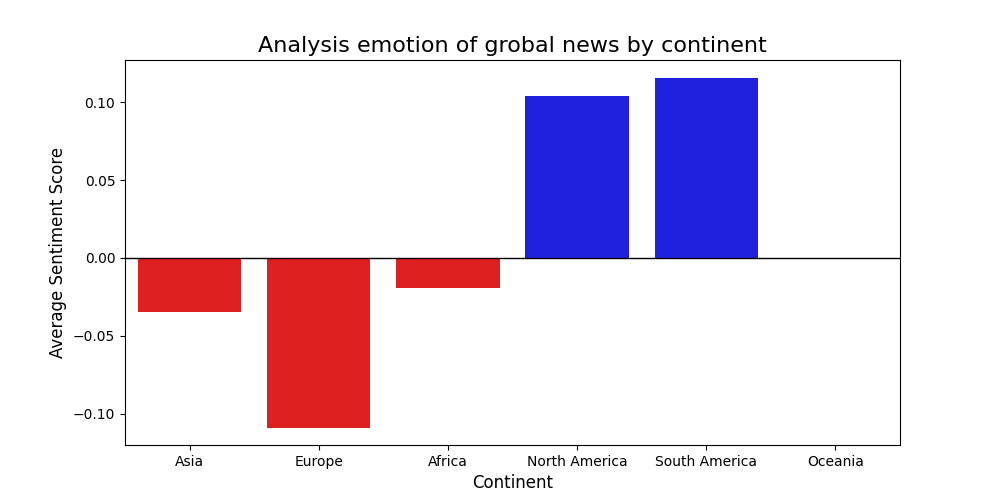 Analysis emotion of grobal news by continent
Average Sentiment Score
0.10
0.05
0.00
−0.05
−0.10
Asia
Europe
Africa
North America
South America
Oceania
Continent